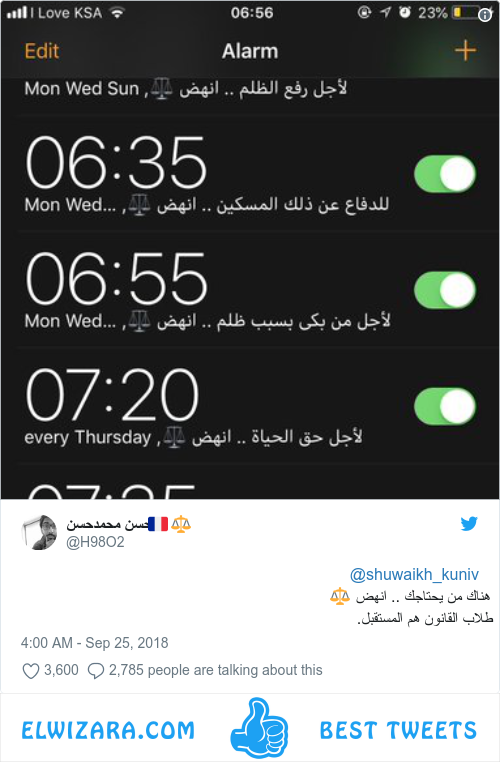 I Love KSA 06:56 23%
Edit Alarm +
لأجل رفع الظلم .. انهض ⚖️, Mon Wed Sun
06:35
للدفاع عن ذلك المسكين .. انهض ⚖️, Mon Wed...
06:55
لأجل من بكى بسبب ظلم .. انهض ⚖️, Mon Wed...
07:20
لأجل حق الحياة .. انهض ⚖️, every Thursday
حسن محمدحسن🇫🇷⚖️
@H98O2
@shuwaikh_kuniv
هناك من يحتاجك .. انهض ⚖️
طلاب القانون هم المستقبل.
4:00 AM - Sep 25, 2018
3,600 2,785 people are talking about this
ELWIZARA.COM BEST TWEETS